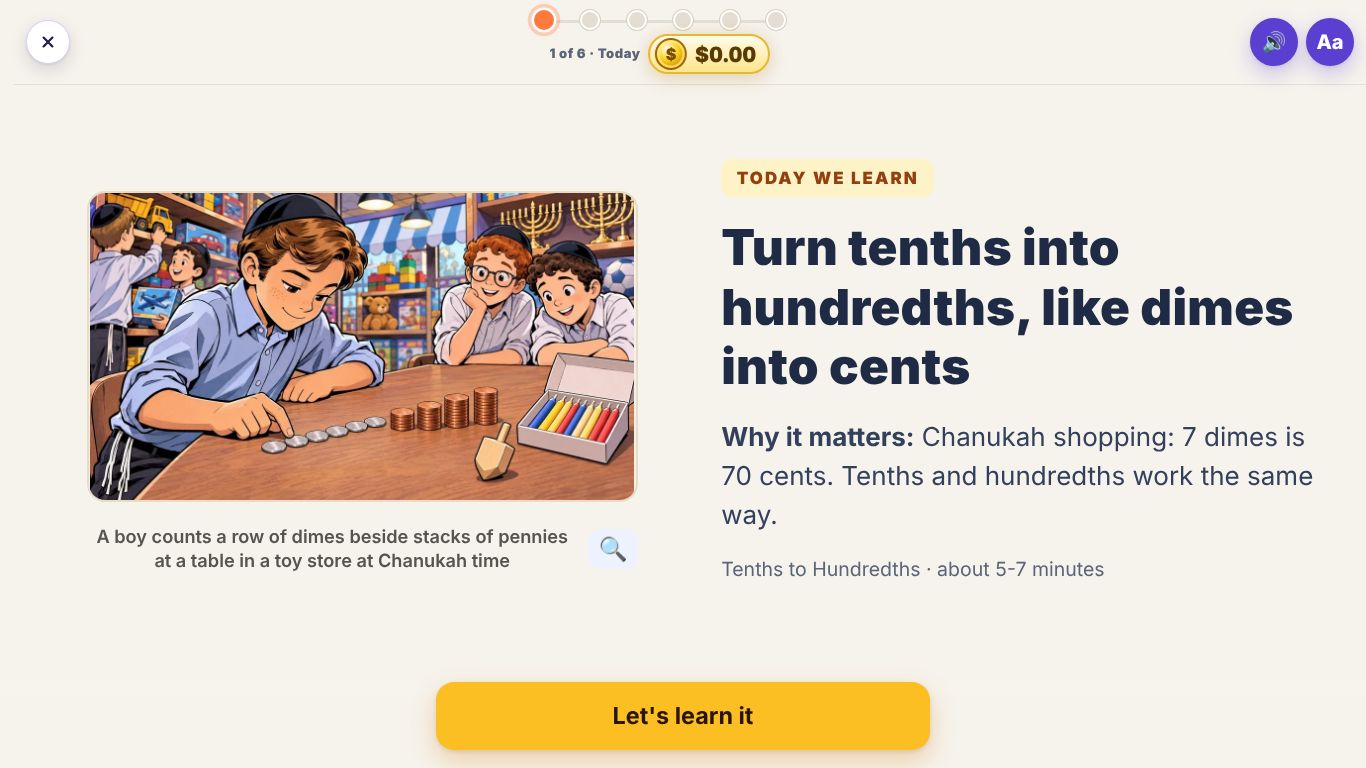 1 of 6 · Today
$ $0.00
Aa
TODAY WE LEARN
Turn tenths into
hundredths, like dimes
into cents
Why it matters: Chanukah shopping: 7 dimes is
70 cents. Tenths and hundredths work the same
way.
Tenths to Hundredths · about 5-7 minutes
A boy counts a row of dimes beside stacks of pennies
at a table in a toy store at Chanukah time
Let's learn it